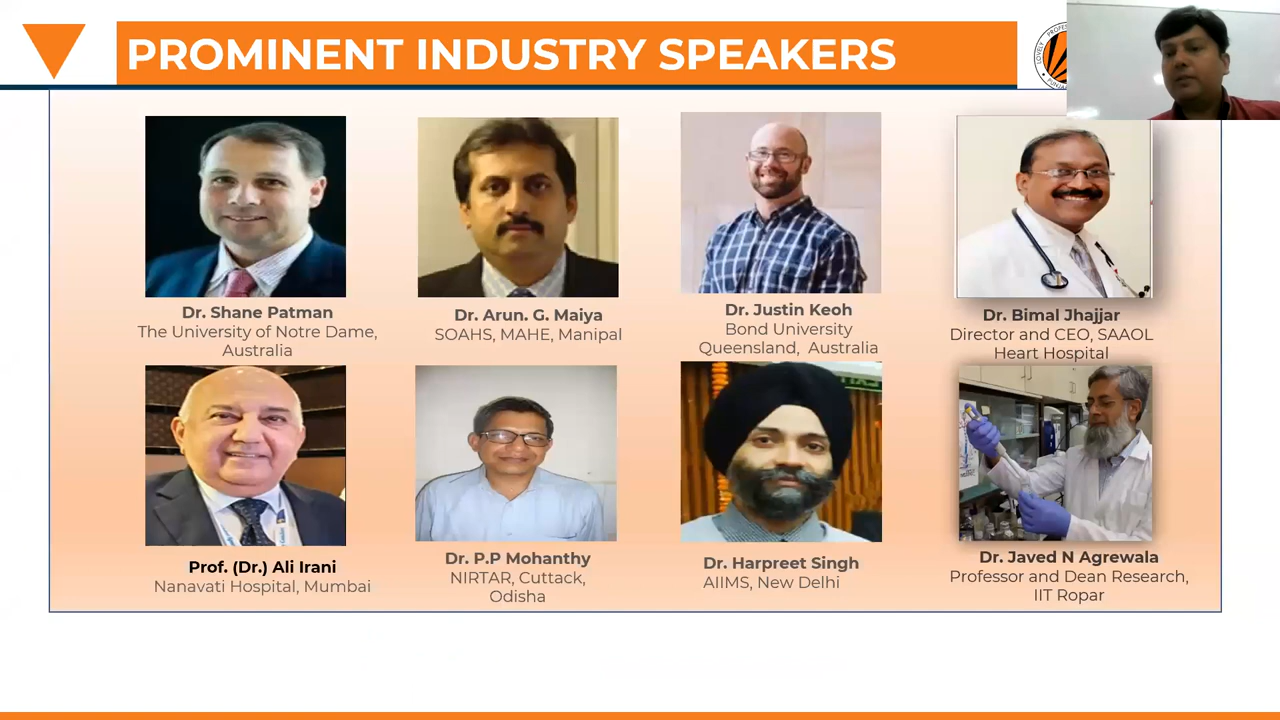 PROMINENT INDUSTRY SPEAKERS
Dr. Shane Patman
The University of Notre Dame,
Australia
Dr. Arun. G. Maiya
SOAHS, MAHE, Manipal
Dr. Justin Keoh
Bond University
Queensland, Australia
Dr. Bimal Jhajjar
Director and CEO, SAAOL
Heart Hospital
Prof. (Dr.) Ali Irani
Nanavati Hospital, Mumbai
Dr. P.P Mohanthy
NIRTAR, Cuttack,
Odisha
Dr. Harpreet Singh
AIIMS, New Delhi
Dr. Javed N Agrewala
Professor and Dean Research,
IIT Ropar